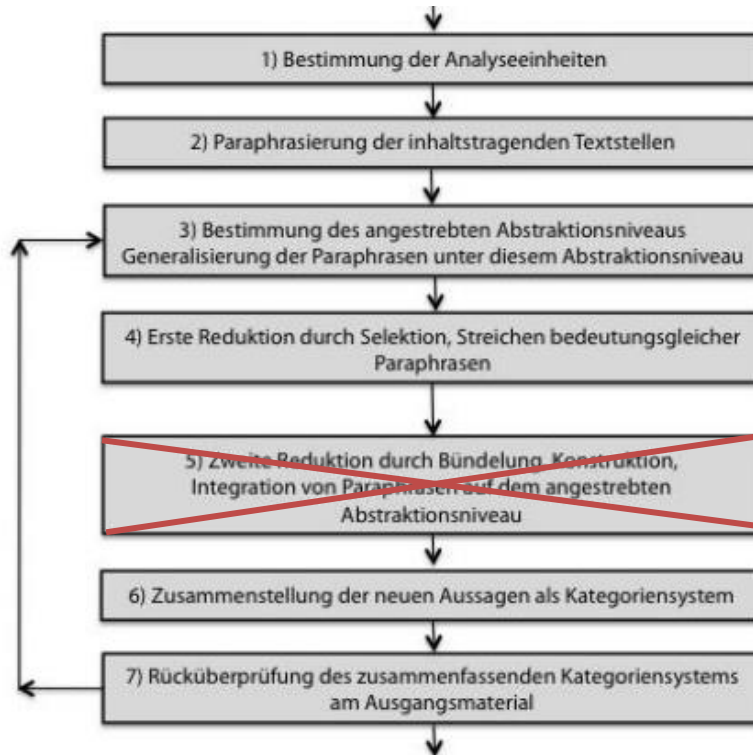 1) Bestimmung der Analyseeinheiten
2) Paraphrasierung der inhaltstragenden Textstellen
3) Bestimmung des angestrebten Abstraktionsniveaus
Generalisierung der Paraphrasen unter diesem Abstraktionsniveau
4) Erste Reduktion durch Selektion, Streichen bedeutungsgleicher
Paraphrasen
5) Zweite Reduktion durch Bündelung, Konstruktion,
Integration von Paraphrasen auf dem angestrebten
Abstraktionsniveau
6) Zusammenstellung der neuen Aussagen als Kategoriensystem
7) Rücküberprüfung des zusammenfassenden Kategoriensystems
am Ausgangsmaterial